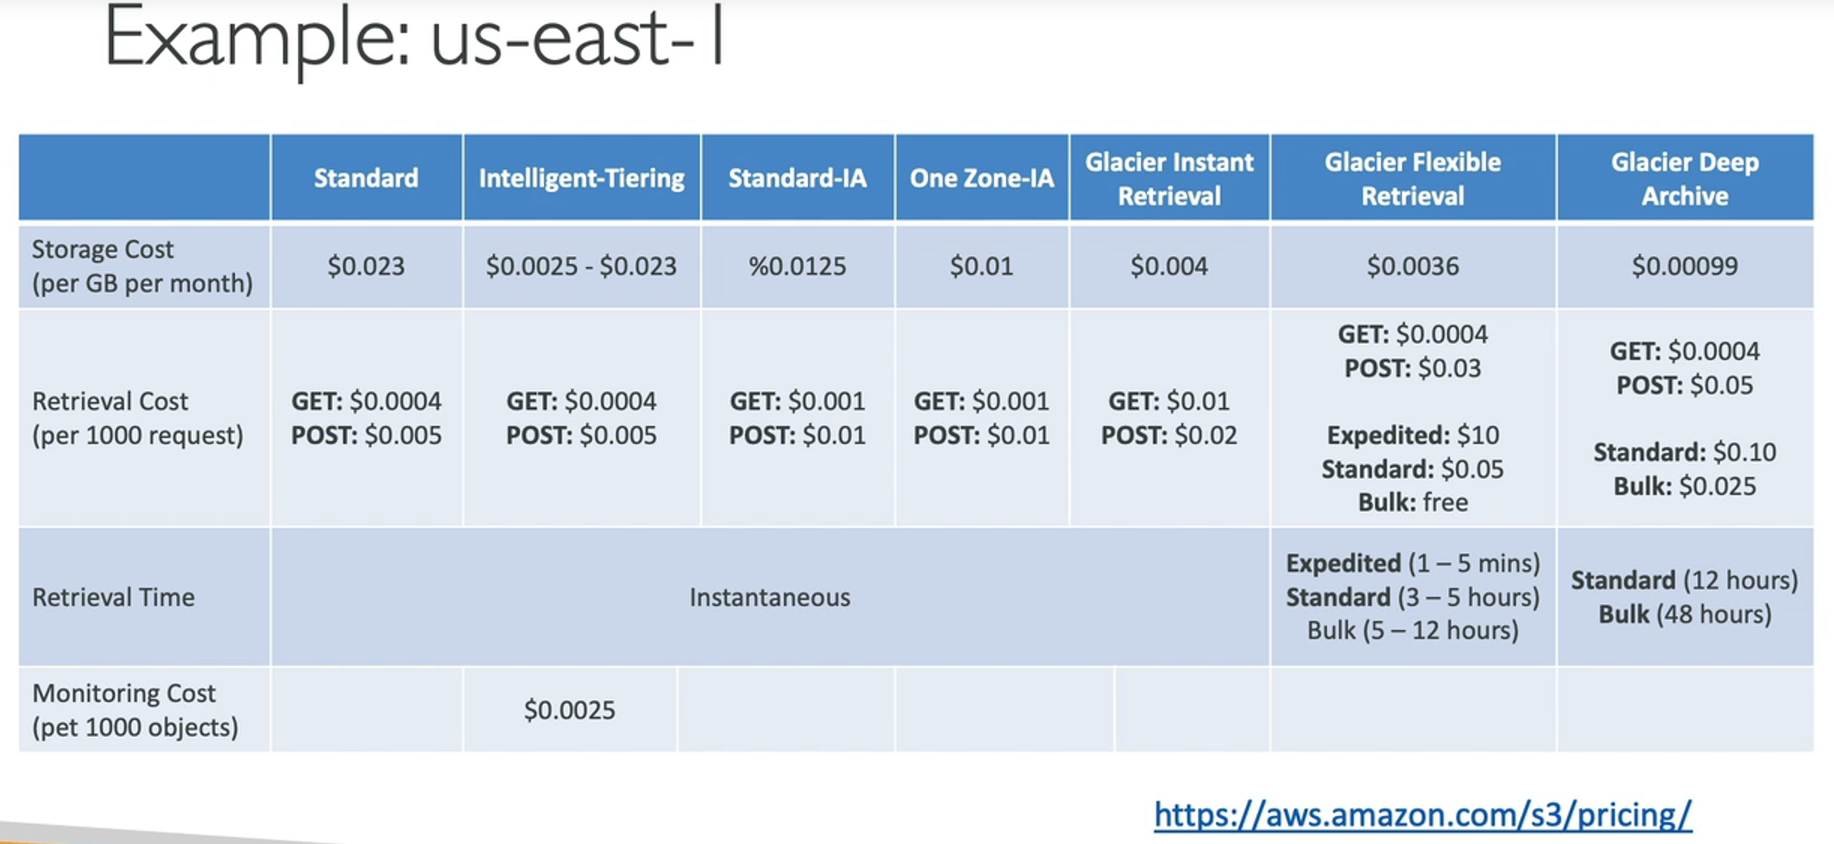 Example: us-east-1
Standard
Intelligent-Tiering
Standard-IA
One Zone-IA
Glacier Instant
Retrieval
Glacier Flexible
Retrieval
Glacier Deep
Archive
Storage Cost
(per GB per month)
$0.023
$0.0025 - $0.023
%0.0125
$0.01
$0.004
$0.0036
$0.00099
Retrieval Cost
(per 1000 request)
GET: $0.0004
POST: $0.005
GET: $0.0004
POST: $0.005
GET: $0.001
POST: $0.01
GET: $0.001
POST: $0.01
GET: $0.01
POST: $0.02
GET: $0.0004
POST: $0.03
Expedited: $10
Standard: $0.05
Bulk: free
GET: $0.0004
POST: $0.05
Standard: $0.10
Bulk: $0.025
Retrieval Time
Instantaneous
Expedited (1 – 5 mins)
Standard (3 – 5 hours)
Bulk (5 – 12 hours)
Standard (12 hours)
Bulk (48 hours)
Monitoring Cost
(pet 1000 objects)
$0.0025
https://aws.amazon.com/s3/pricing/